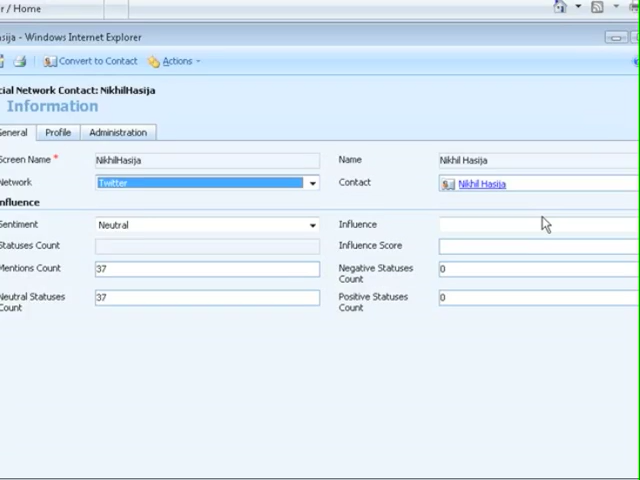 r / Home
sija - Windows Internet Explorer
Convert to Contact Actions
cial Network Contact: NikhilHasija
Information
General Profile Administration
Screen Name * NikhilHasija Name Nikhil Hasija
Network Twitter Contact Nikhil Hasija
Influence
Sentiment Neutral Influence
Statuses Count Influence Score
Mentions Count 37 Negative Statuses Count 0
Neutral Statuses Count 37 Positive Statuses Count 0